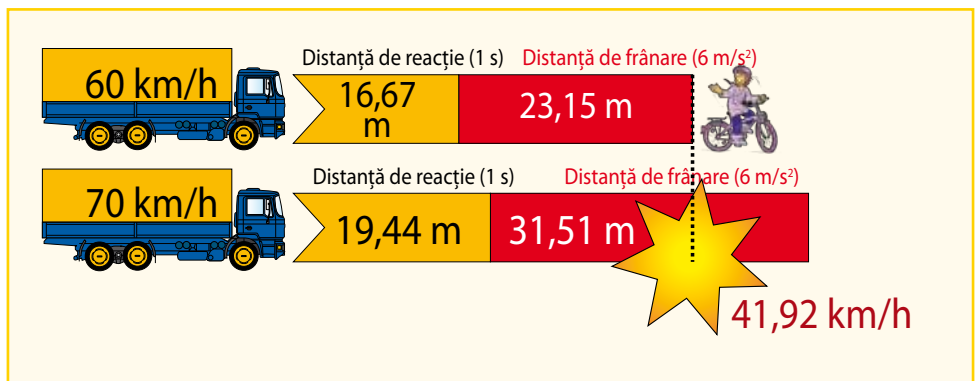 Distanță de reacție (1 s) Distanță de frânare (6 m/s²)
60 km/h
16,67
m
23,15 m
Distanță de reacție (1 s) Distanță de frânare (6 m/s²)
70 km/h
19,44 m
31,51 m
41,92 km/h